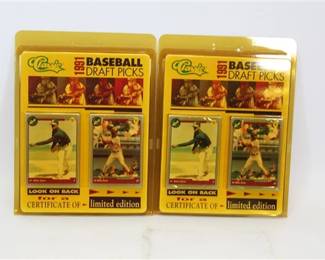 Classic
1991
BASEBALL
DRAFT PICKS
LOOK ON BACK
for a
CERTIFICATE OF
limited edition
Classic
1991
BASEBALL
DRAFT PICKS
LOOK ON BACK
for a
CERTIFICATE OF
limited edition